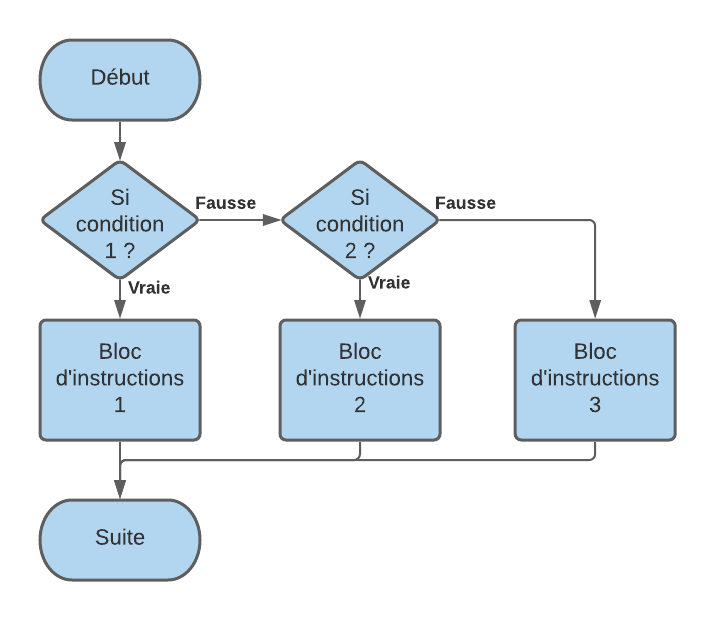 Début
Si
condition
1 ?
Fausse
Si
condition
2 ?
Fausse
Vraie
Vraie
Bloc
d'instructions
1
Bloc
d'instructions
2
Bloc
d'instructions
3
Suite